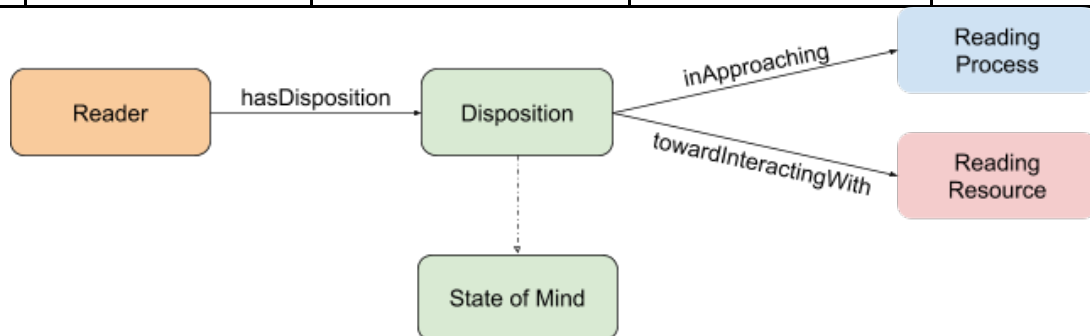 Reading
Process
inApproaching
hasDisposition
Reader
Disposition
towardInteractingWith
Reading
Resource
State of Mind